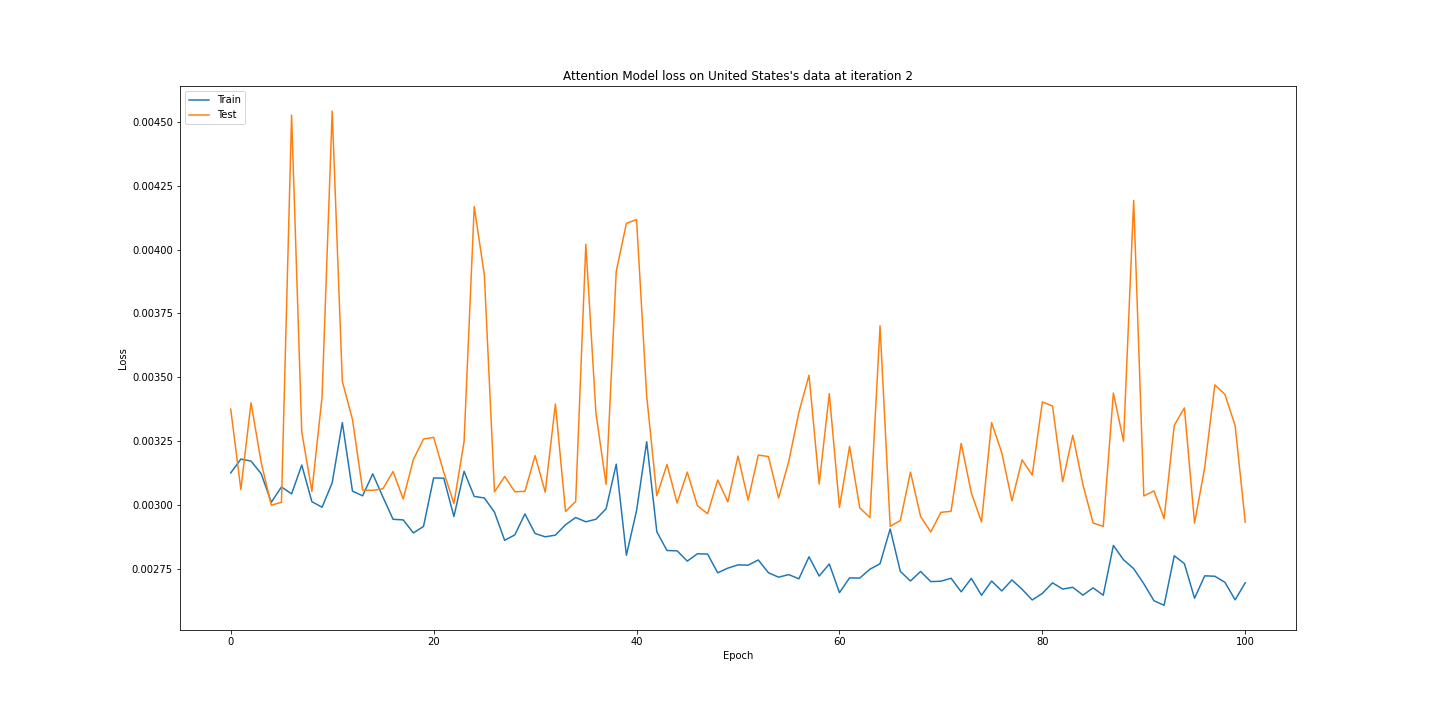 Attention Model loss on United States's data at iteration 2
Train
Test
0.00450
0.00425
0.00400
0.00375
0.00350
0.00325
0.00300
0.00275
Loss
0 20 40 60 80 100
Epoch